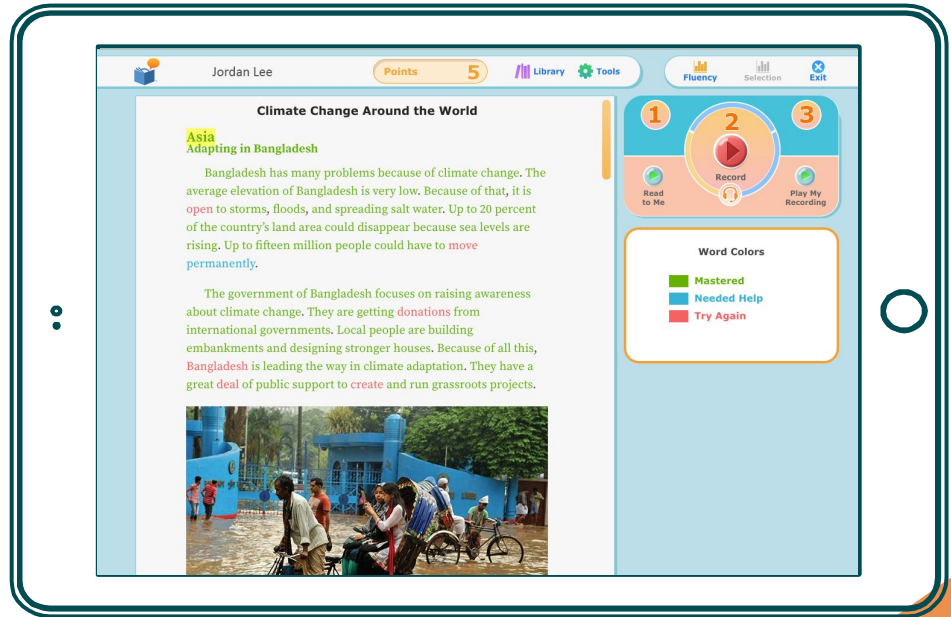 Jordan Lee
Points 5
Library
Tools
Fluency
Selection
Exit
Climate Change Around the World
Asia
Adapting in Bangladesh
Bangladesh has many problems because of climate change. The
average elevation of Bangladesh is very low. Because of that, it is
open to storms, floods, and spreading salt water. Up to 20 percent
of the country's land area could disappear because sea levels are
rising. Up to fifteen million people could have to move
permanently.
The government of Bangladesh focuses on raising awareness
about climate change. They are getting donations from
international governments. Local people are building
embankments and designing stronger houses. Because of all this,
Bangladesh is leading the way in climate adaptation. They have a
great deal of public support to create and run grassroots projects.
1
2
3
Record
Read
to Me
Play My
Recording
Word Colors
Mastered
Needed Help
Try Again